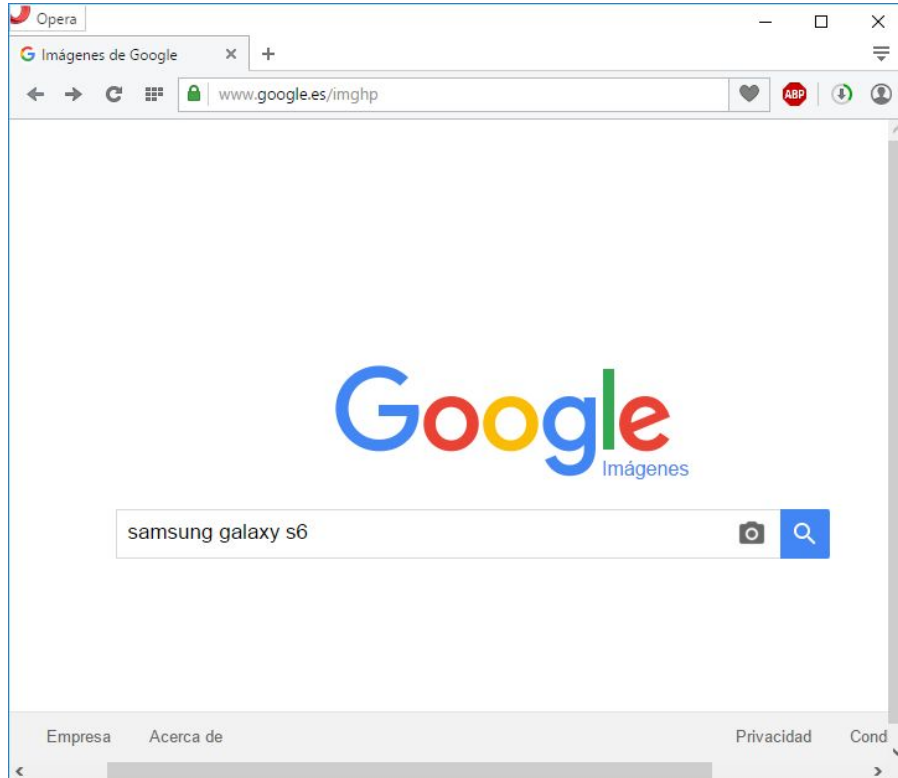 Opera
Imágenes de Google
www.google.es/imghp
ABP
Google
Imágenes
samsung galaxy s6
Empresa Acerca de Privacidad Cond